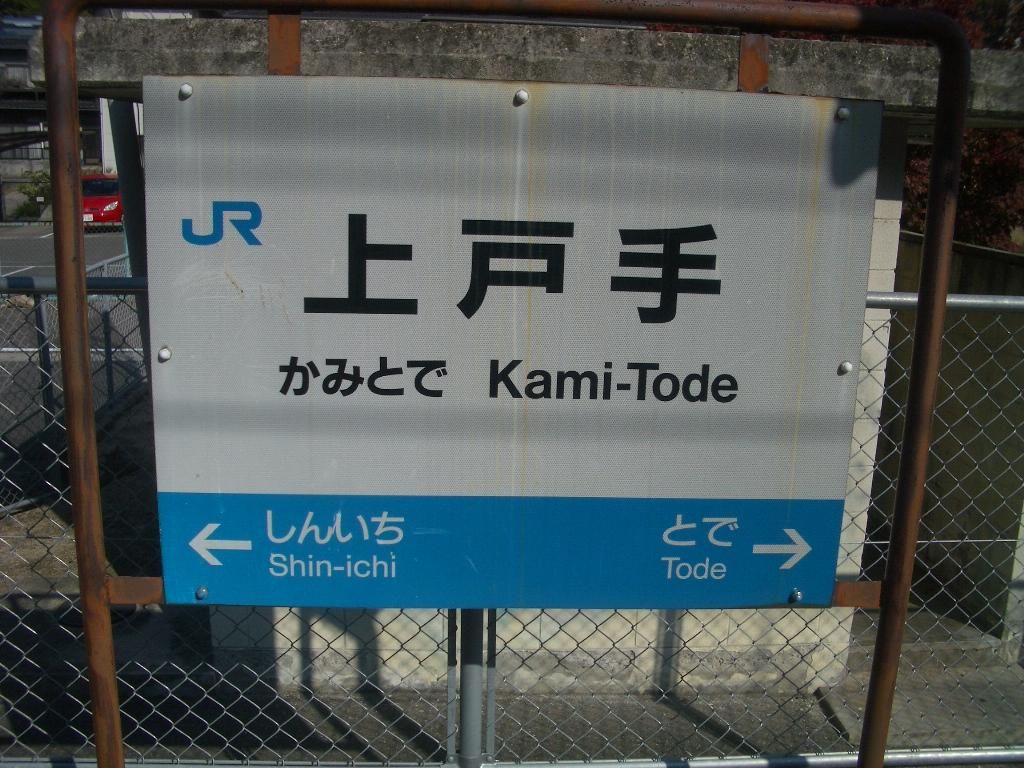 JR 上戸手
かみとで Kami-Tode
← しんいち とで →
Shin-ichi Tode